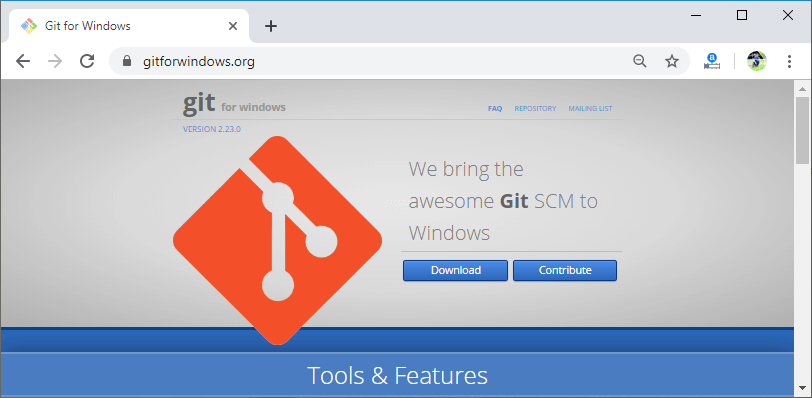 Git for Windows
gitforwindows.org
git for windows
FAQ REPOSITORY MAILING LIST
VERSION 2.23.0
We bring the
awesome Git SCM to
Windows
Download Contribute
Tools & Features